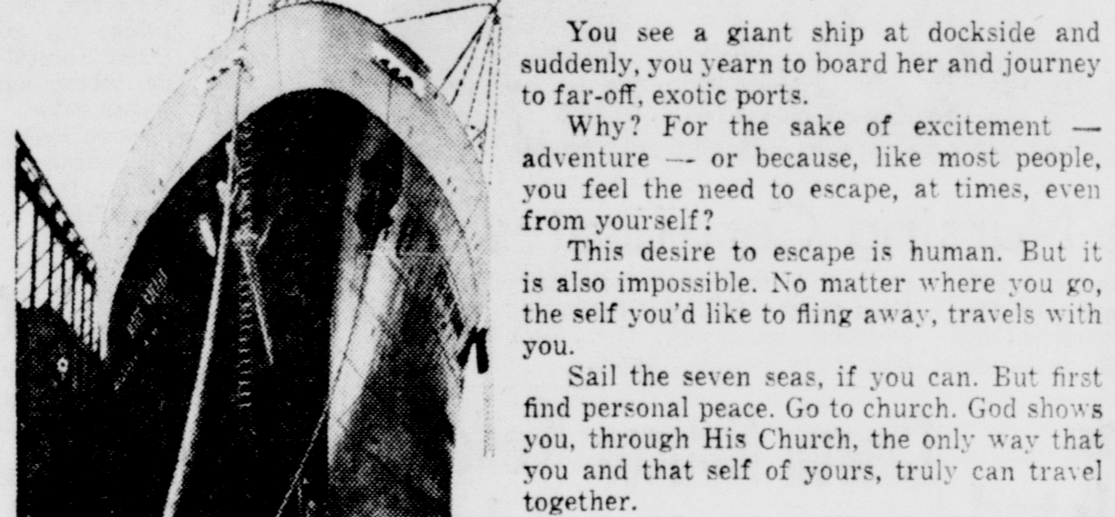 You see a giant ship at dockside and
suddenly, you yearn to board her and journey
to far-off, exotic ports.
Why? For the sake of excitement —
adventure — or because, like most people,
you feel the need to escape, at times, even
from yourself?
This desire to escape is human. But it
is also impossible. No matter where you go,
the self you'd like to fling away, travels with
you.
Sail the seven seas, if you can. But first
find personal peace. Go to church. God shows
you, through His Church, the only way that
you and that self of yours, truly can travel
together.